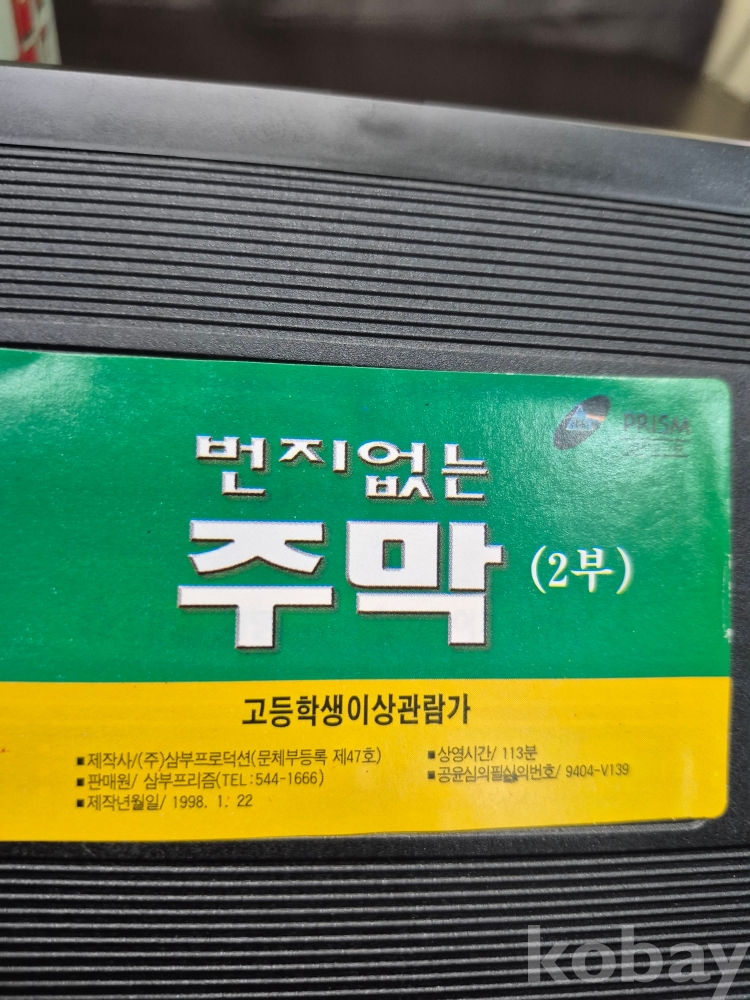 PRISM
번지없는
주막 (2부)
고등학생이상관람가
■제작사/(주)삼부프로덕션(문체부등록 제47호)
■판매원/ 삼부프리즘(TEL:544-1666)
■제작년월일/ 1998. 1. 22
■상영시간/ 113분
■공윤심의필심의번호/ 9404-V139
kobay